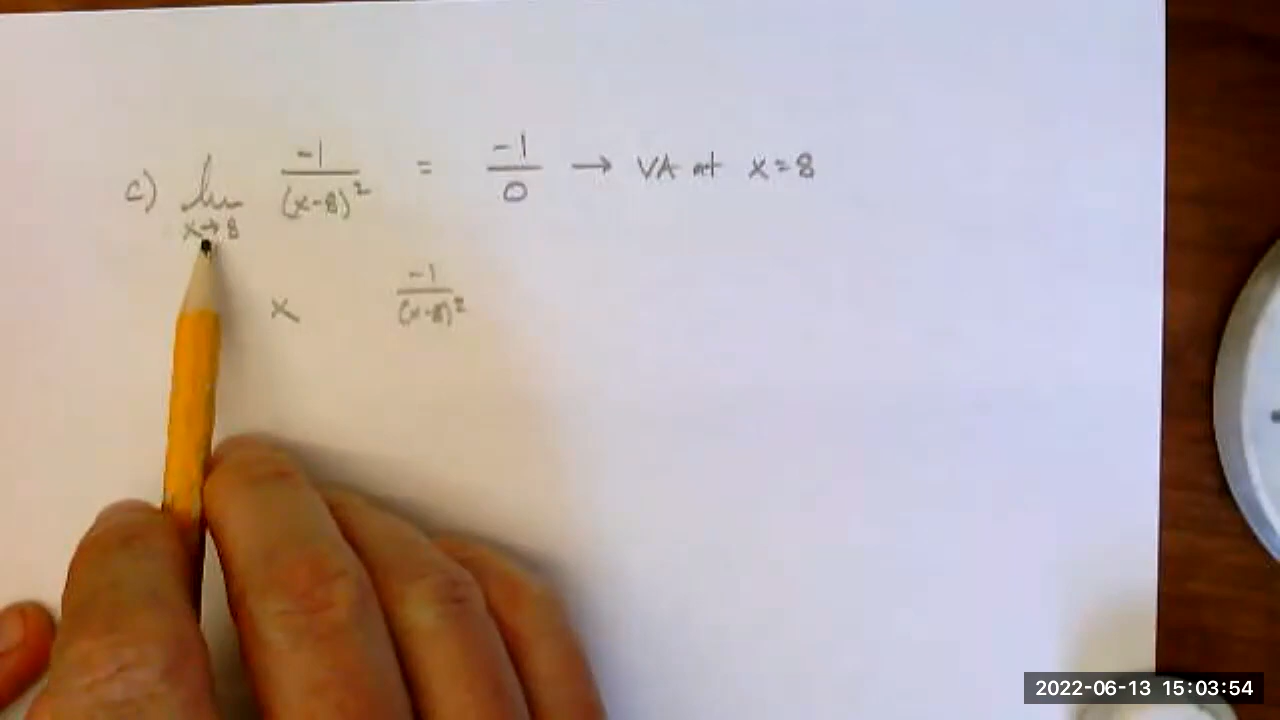 c) lim x→8 -1/(x-8)² = -1/0 → VA at x=8
x -1/(x-8)²
2022-06-13 15:03:54